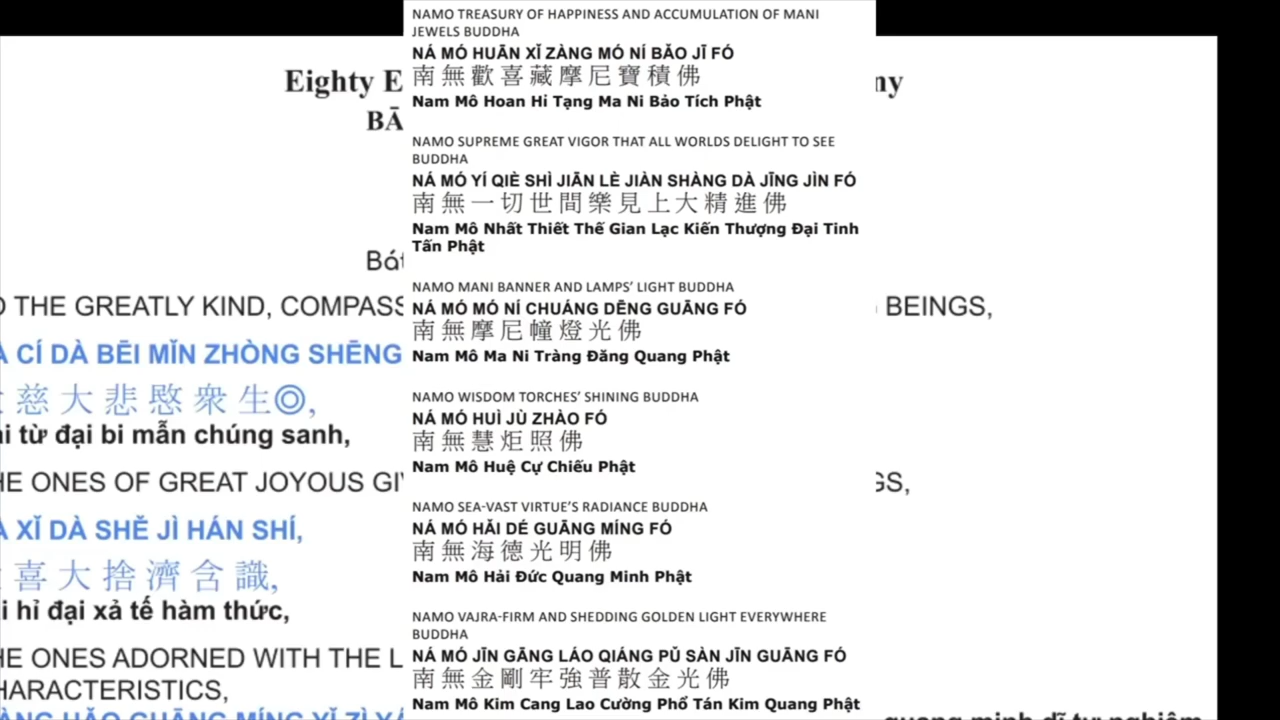 NAMO TREASURY OF HAPPINESS AND ACCUMULATION OF MANI
JEWELS BUDDHA
NÁ MÓ HUĀN XǏ ZÀNG MÓ NÍ BǍO JĪ FÓ
南無歡喜藏摩尼寶積佛
Nam Mô Hoan Hỉ Tạng Ma Ni Bảo Tích Phật
NAMO SUPREME GREAT VIGOR THAT ALL WORLDS DELIGHT TO SEE
BUDDHA
NÁ MÓ YÍ QIÈ SHÌ JIĀN LÈ JIÀN SHÀNG DÀ JĪNG JÌN FÓ
南無一切世間樂見上大精進佛
Nam Mô Nhất Thiết Thế Gian Lạc Kiến Thượng Đại Tinh
Tấn Phật
NAMO MANI BANNER AND LAMPS’ LIGHT BUDDHA
NÁ MÓ MÓ NÍ CHUÁNG DĒNG GUĀNG FÓ
南無摩尼幢燈光佛
Nam Mô Ma Ni Tràng Đăng Quang Phật
NAMO WISDOM TORCHES’ SHINING BUDDHA
NÁ MÓ HUÌ JÙ ZHÀO FÓ
南無慧炬照佛
Nam Mô Huệ Cự Chiếu Phật
NAMO SEA-VAST VIRTUE’S RADIANCE BUDDHA
NÁ MÓ HǍI DÉ GUĀNG MÍNG FÓ
南無海德光明佛
Nam Mô Hải Đức Quang Minh Phật
NAMO VAJRA-FIRM AND SHEDDING GOLDEN LIGHT EVERYWHERE
BUDDHA
NÁ MÓ JĪN GĀNG LÁO QIÁNG PǓ SÀN JĪN GUĀNG FÓ
南無金剛牢強普散金光佛
Nam Mô Kim Cang Lao Cường Phổ Tán Kim Quang Phật
Eighty
BĀ
THE GREATLY KIND, BEINGS,
CÍ DÀ BĒI MǏN ZHÒNG SHĒNG
慈大悲愍衆生◎,
từ đại bi mẫn chúng sanh,
ONES OF GREAT JOYOUS
XǏ DÀ SHĚ JÌ HÁN SHÍ,
喜大捨濟含識,
hỉ đại xả tế hàm thức,
ONES ADORNED WITH THE